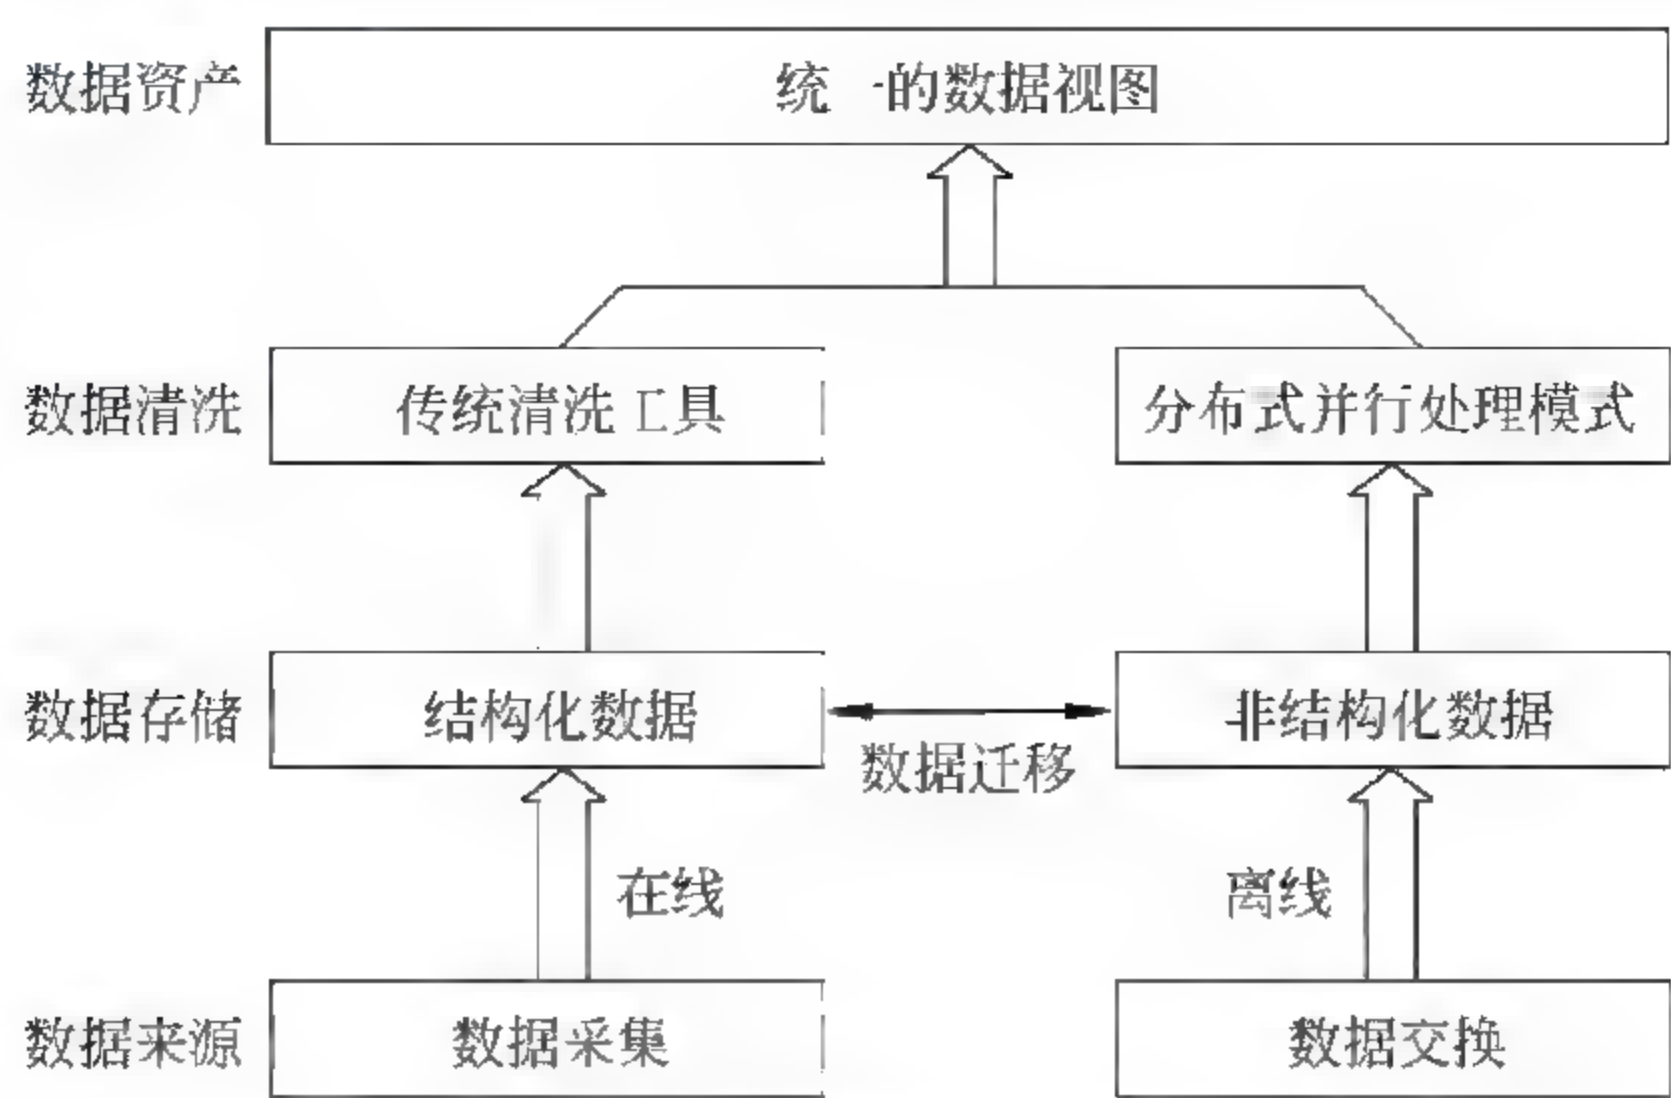 数据资产 统一的数据视图
数据清洗 传统清洗工具 分布式并行处理模式
数据存储 结构化数据 非结构化数据
数据迁移
在线 离线
数据来源 数据采集 数据交换